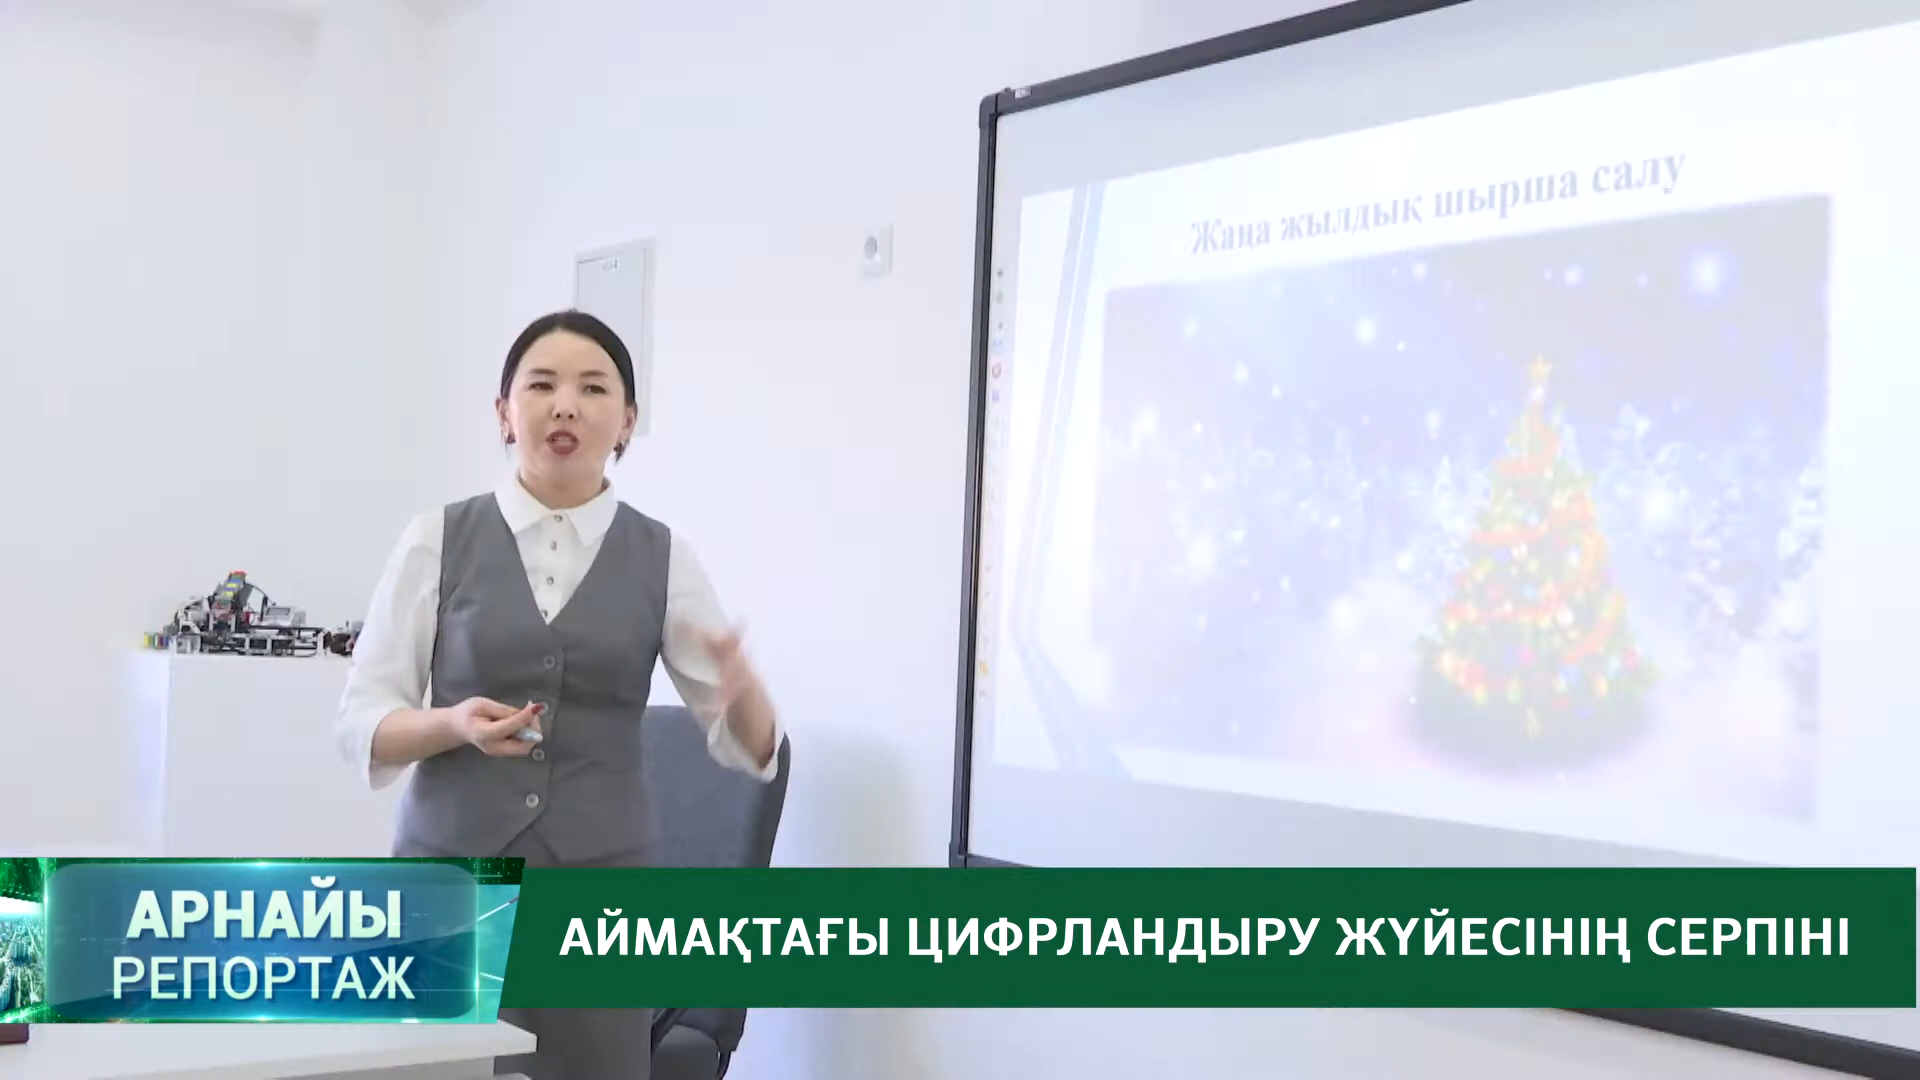 Жаңа жылдық шырша салу
АРНАЙЫ
РЕПОРТАЖ
АЙМАҚТАҒЫ ЦИФРЛАНДЫРУ ЖҮЙЕСІНІҢ СЕРПІНІ